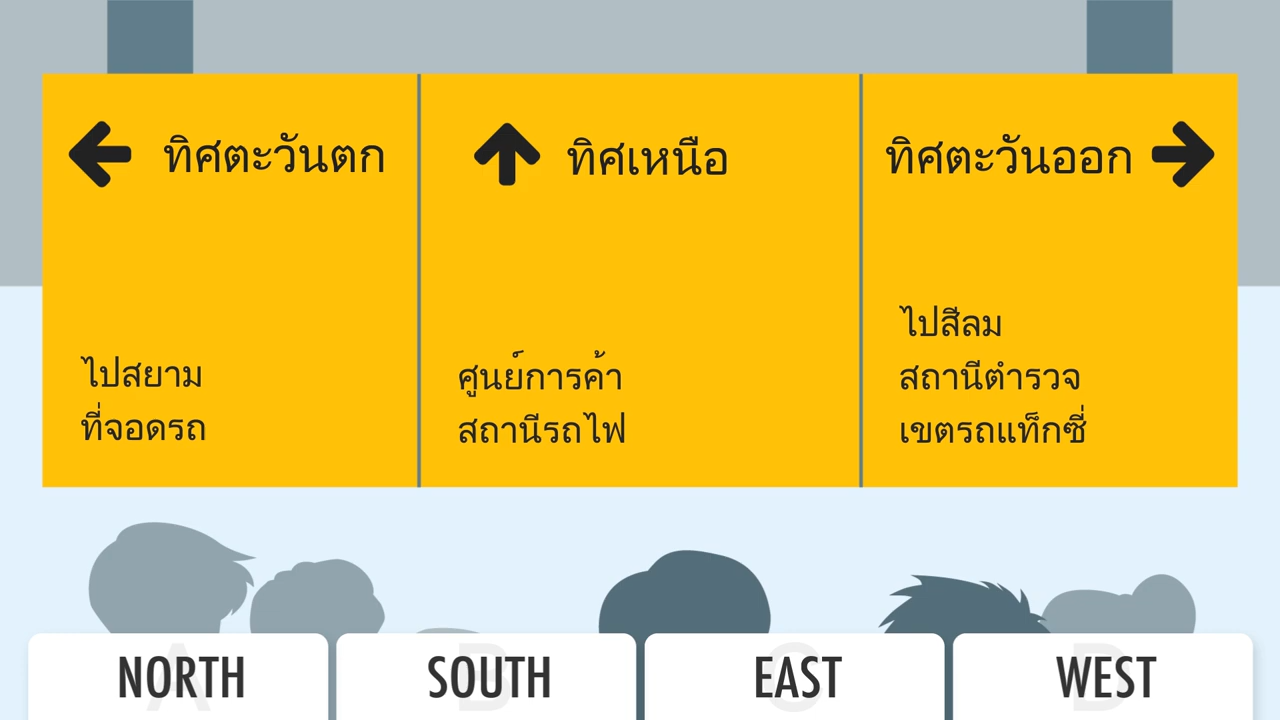 ทิศตะวันตก
ไปสยาม
ที่จอดรถ
ทิศเหนือ
ศูนย์การค้า
สถานีรถไฟ
ทิศตะวันออก
ไปสีลม
สถานีตำรวจ
เขตรถแท็กซี่
A NORTH
B SOUTH
C EAST
D WEST